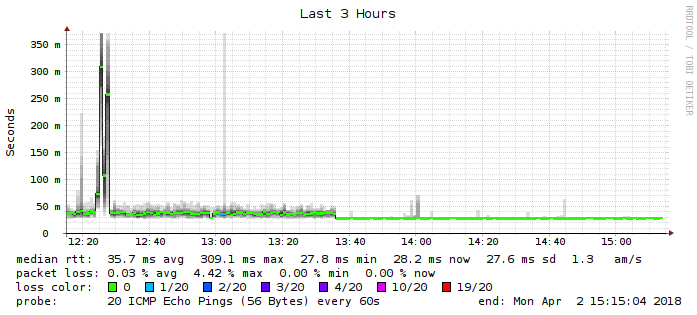 Last 3 Hours
RRDTOOL / TOBI OETIKER
Seconds
350 m
300 m
250 m
200 m
150 m
100 m
50 m
0
12:20 12:40 13:00 13:20 13:40 14:00 14:20 14:40 15:00
median rtt: 35.7 ms avg 309.1 ms max 27.8 ms min 28.2 ms now 27.6 ms sd 1.3 am/s
packet loss: 0.03 % avg 4.42 % max 0.00 % min 0.00 % now
loss color: 0 1/20 2/20 3/20 4/20 10/20 19/20
probe: 20 ICMP Echo Pings (56 Bytes) every 60s end: Mon Apr 2 15:15:04 2018